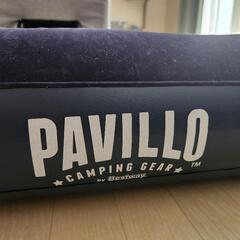 PAVILLO
TM
★ CAMPING GEAR ★
by Bestway